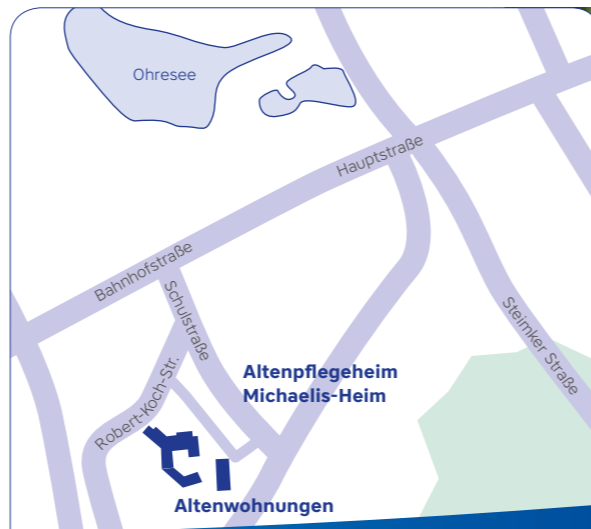 Ohresee
Hauptstraße
Bahnhofstraße
Schulstraße
Steimker Straße
Robert-Koch-Str.
Altenpflegeheim
Michaelis-Heim
Altenwohnungen